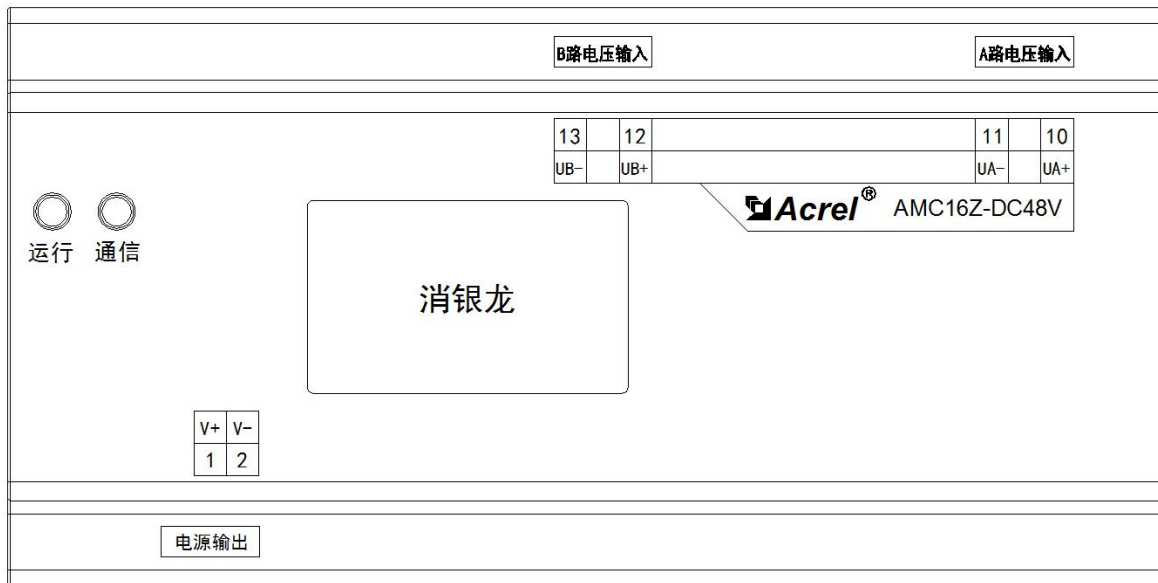 B路电压输入 A路电压输入
13 12 11 10
UB- UB+ UA- UA+
Acrel® AMC16Z-DC48V
运行 通信
消银龙
V+ V-
1 2
电源输出